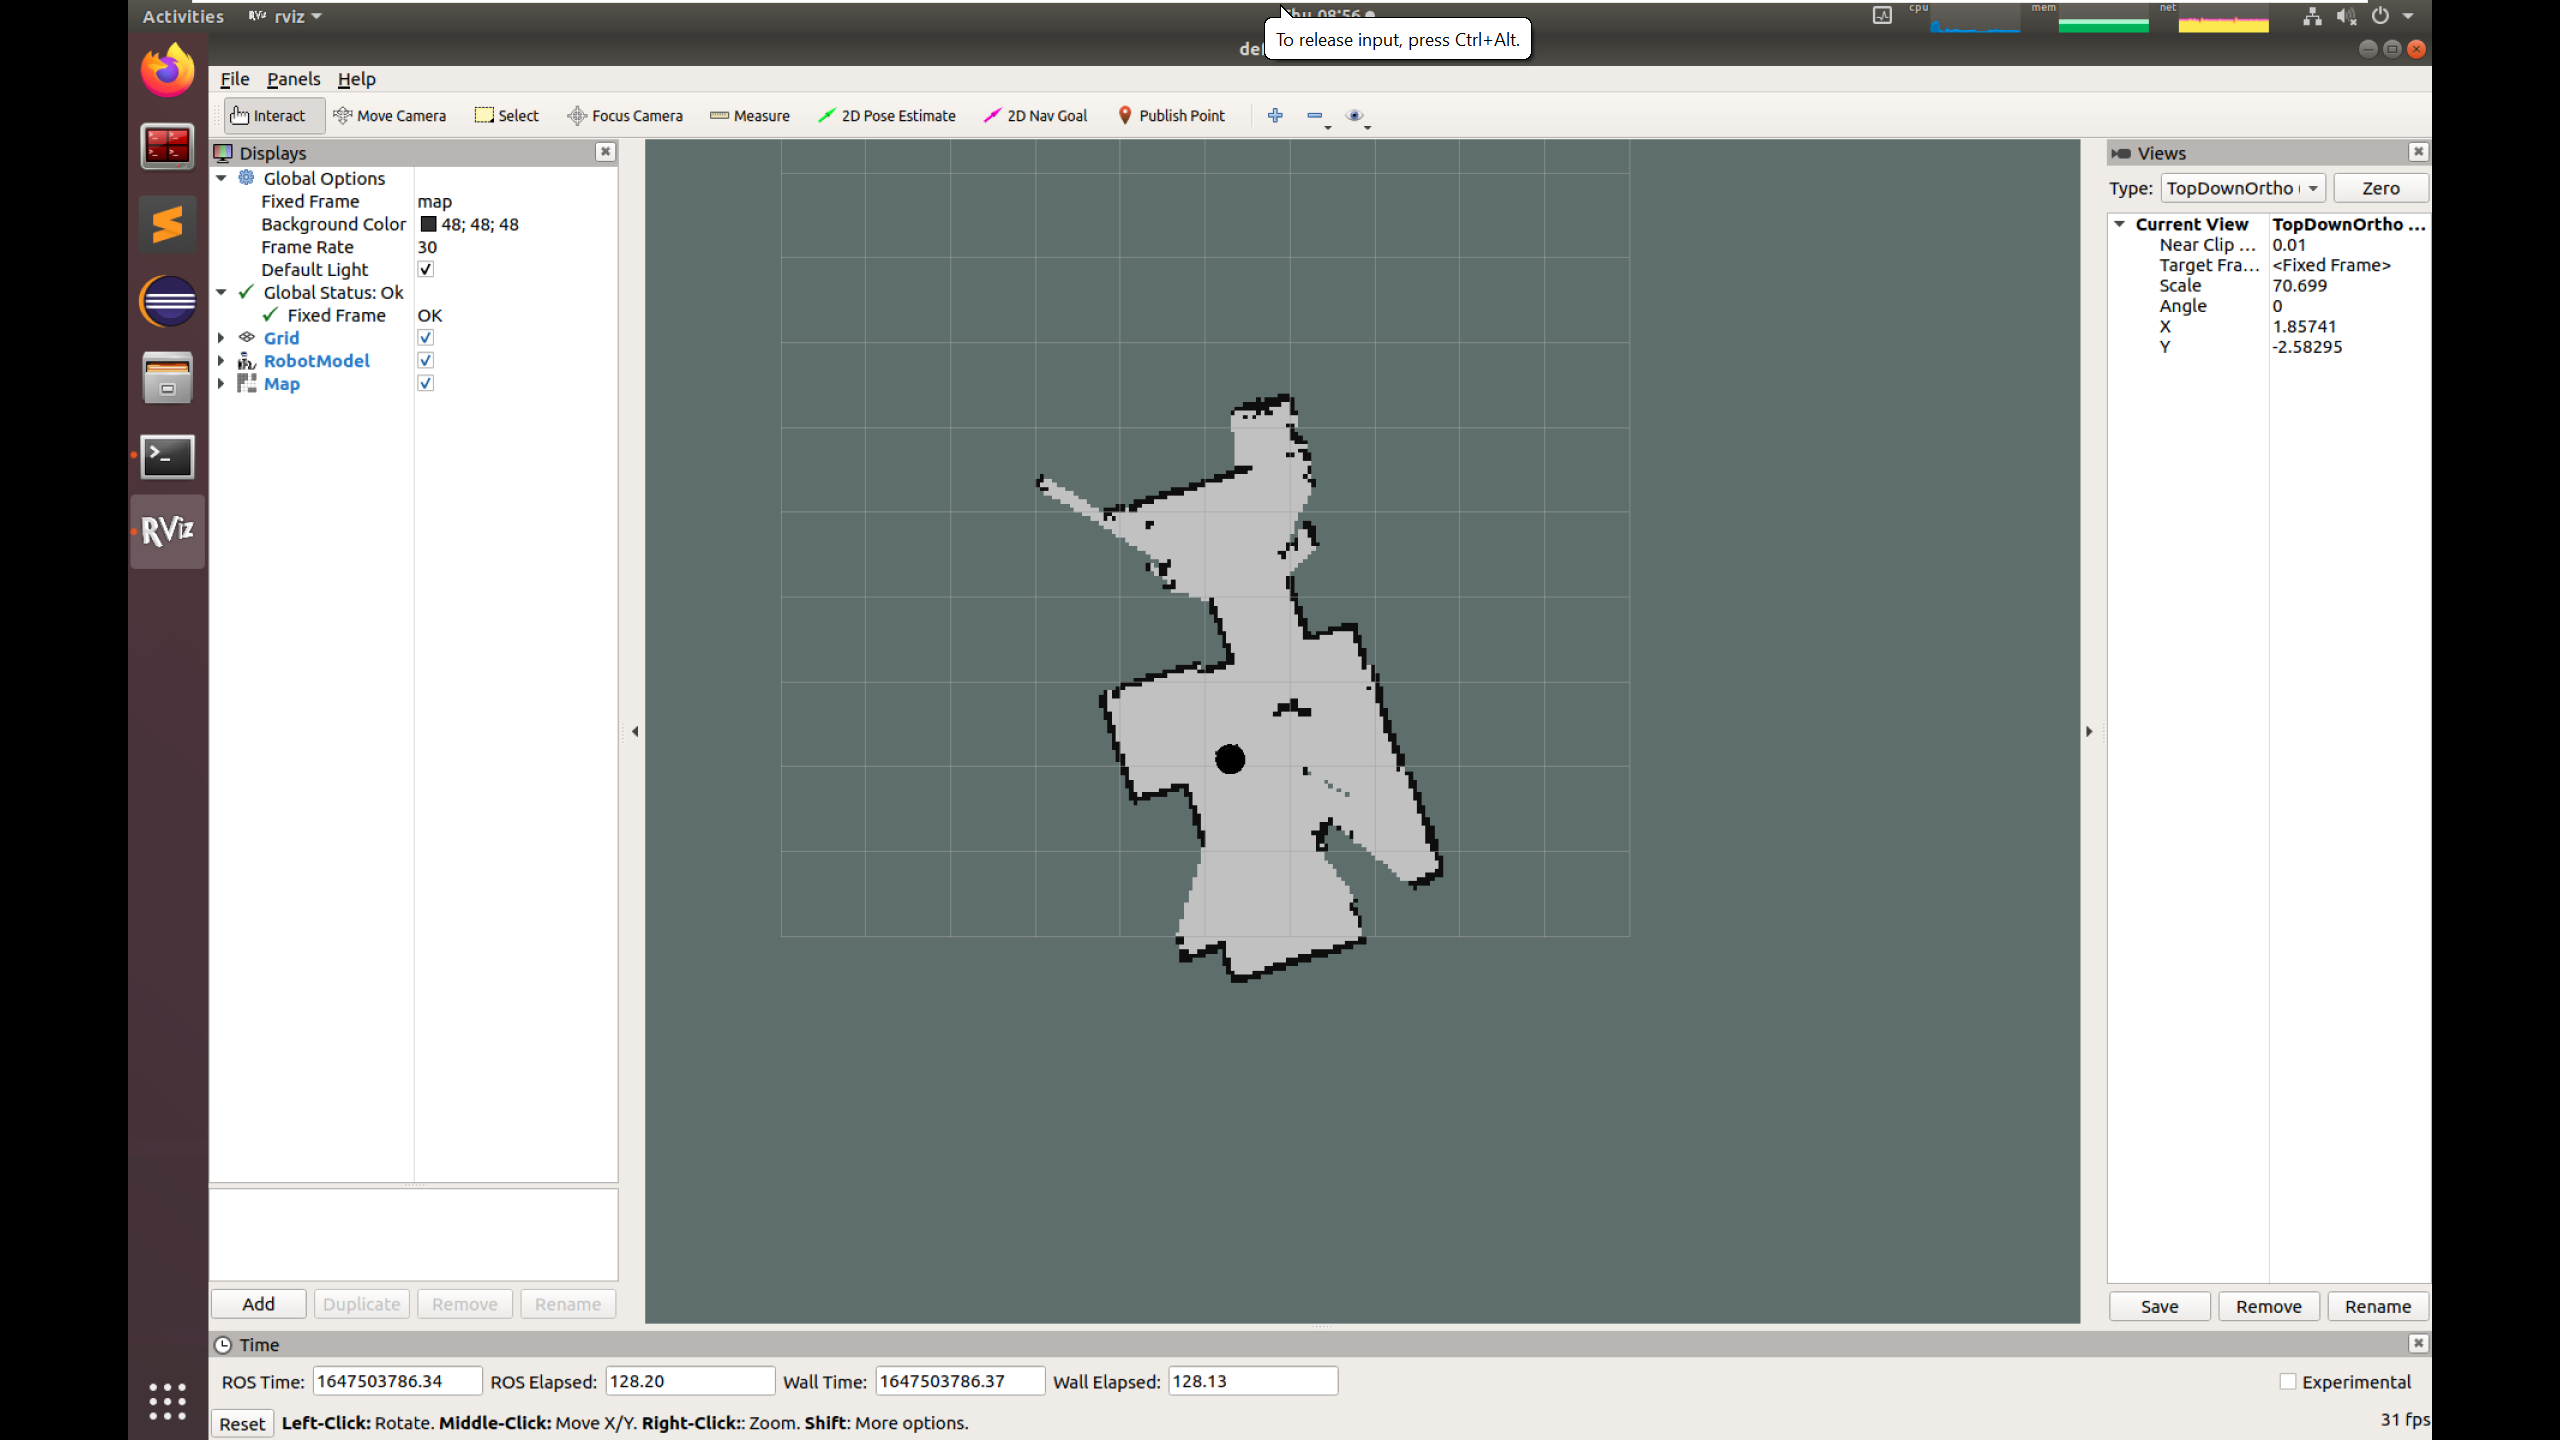 Activities RViz rviz
cpu mem net
To release input, press Ctrl+Alt.
File Panels Help
Interact Move Camera Select Focus Camera Measure 2D Pose Estimate 2D Nav Goal Publish Point
Displays
Global Options
Fixed Frame map
Background Color 48; 48; 48
Frame Rate 30
Default Light
Global Status: Ok
Fixed Frame OK
Grid
RobotModel
Map
Add Duplicate Remove Rename
RViz
Views
Type: TopDownOrtho Zero
Current View TopDownOrtho ...
Near Clip ... 0.01
Target Fra... <Fixed Frame>
Scale 70.699
Angle 0
X 1.85741
Y -2.58295
Save Remove Rename
Time
ROS Time: 1647503786.34 ROS Elapsed: 128.20 Wall Time: 1647503786.37 Wall Elapsed: 128.13 Experimental
Reset Left-Click: Rotate. Middle-Click: Move X/Y. Right-Click:: Zoom. Shift: More options. 31 fps